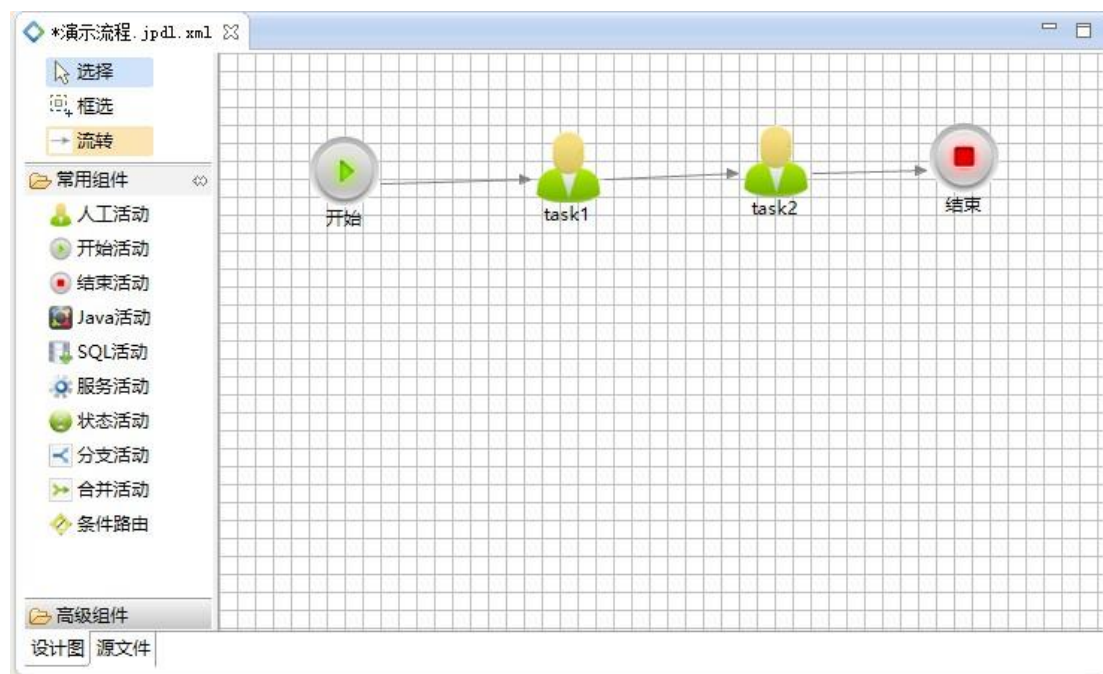 *演示流程.jpdl.xml
选择
框选
流转
常用组件
人工活动
开始活动
结束活动
Java活动
SQL活动
服务活动
状态活动
分支活动
合并活动
条件路由
高级组件
设计图 源文件
开始
task1
task2
结束